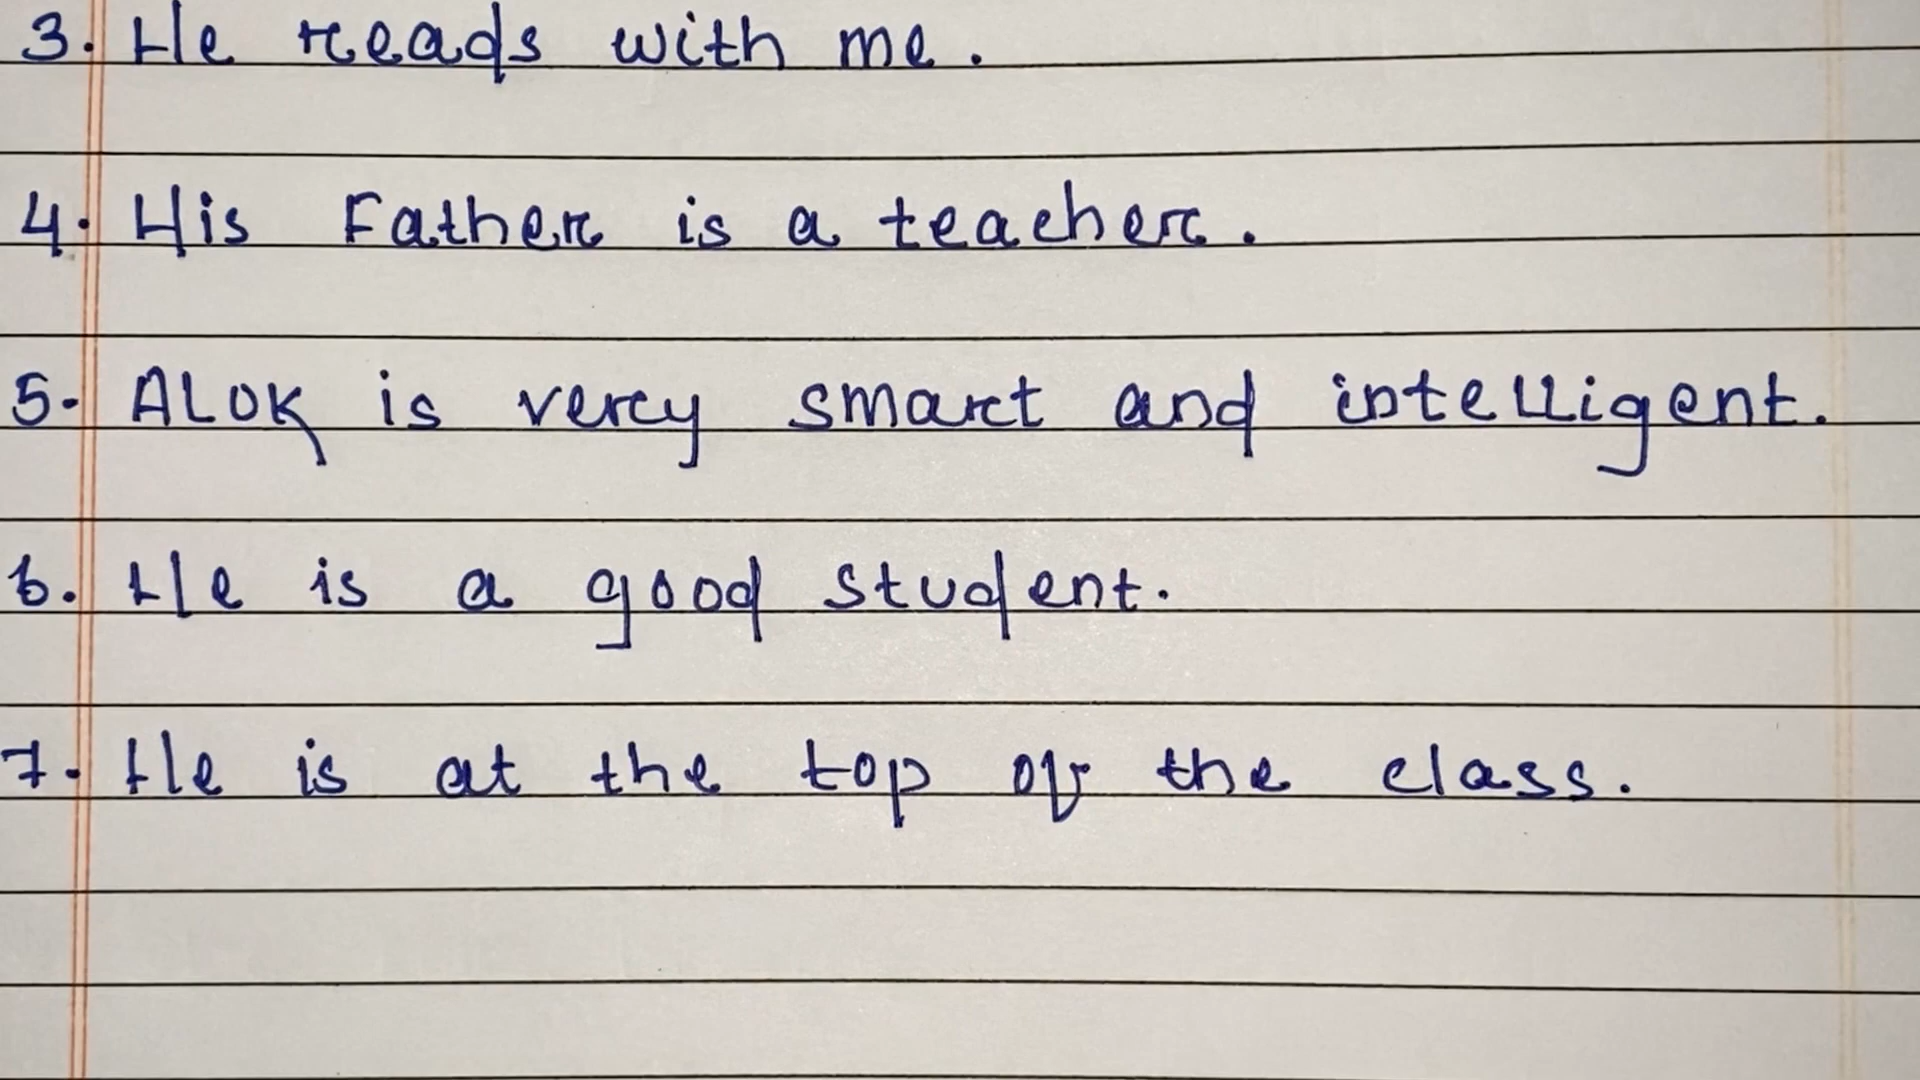 3. He reads with me.
4. His Father is a teacher.
5. ALOK is very smart and intelligent.
6. He is a good student.
7. He is at the top of the class.